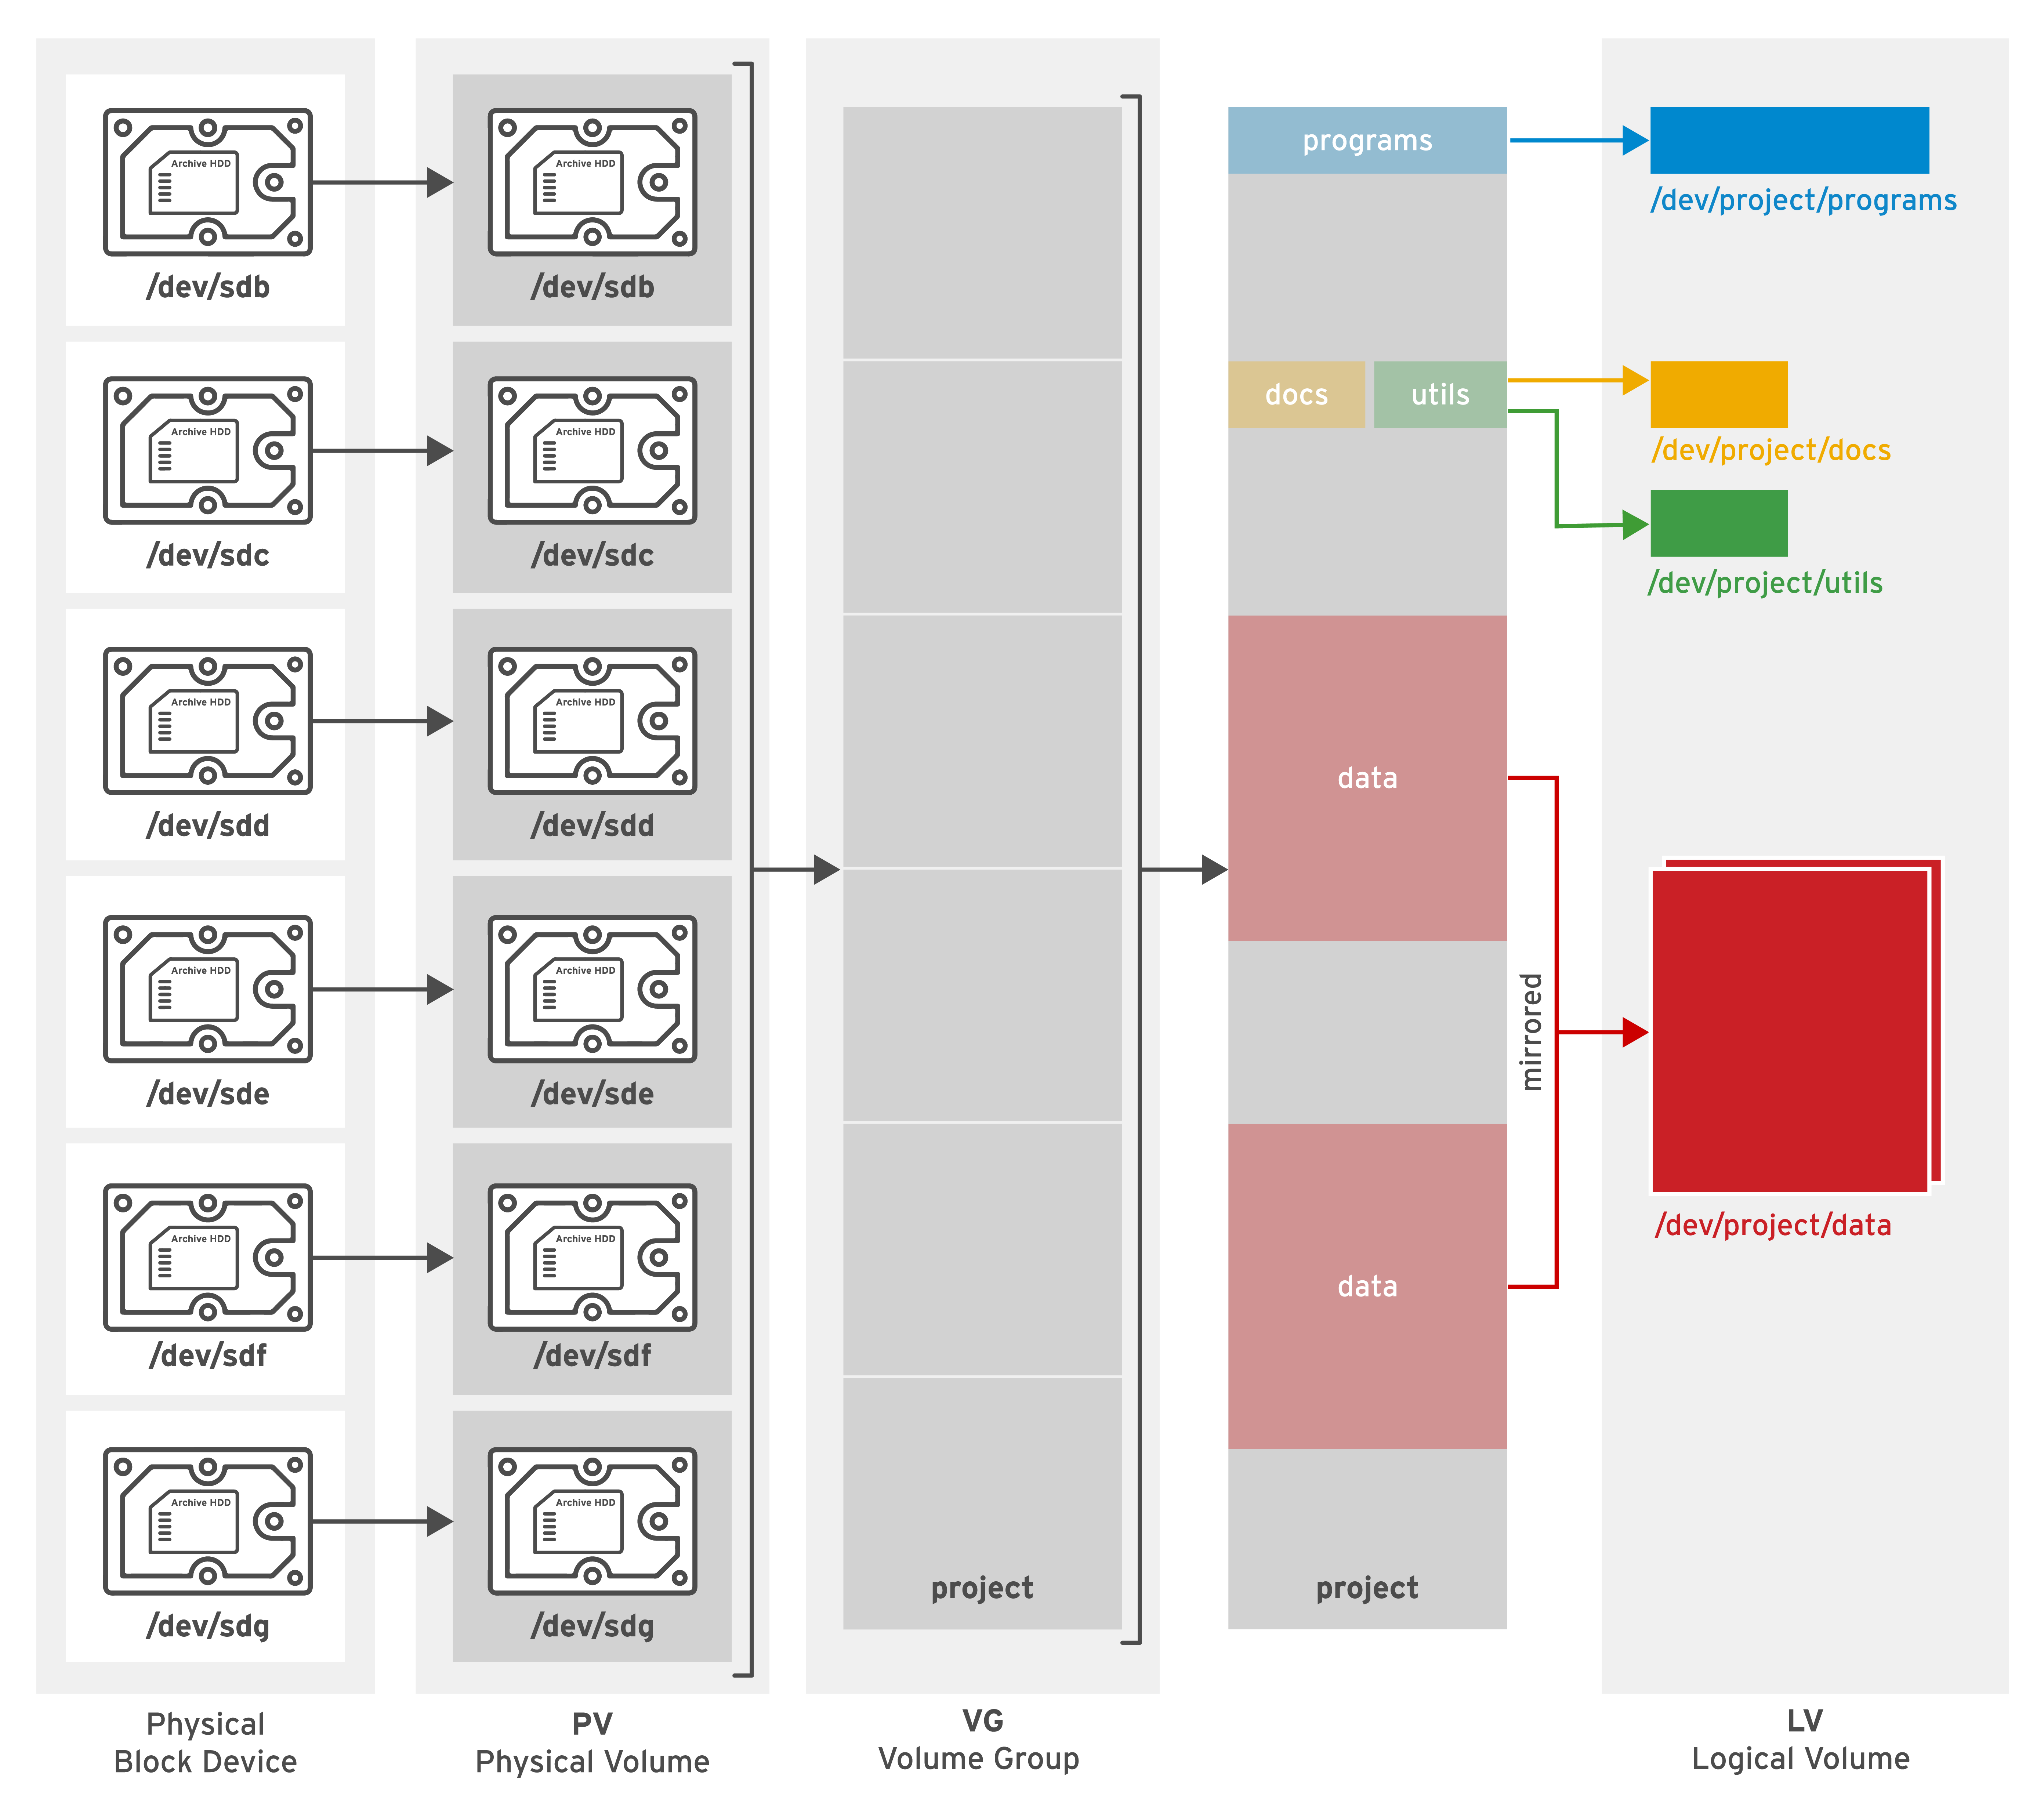 Archive HDD
/dev/sdb
Archive HDD
/dev/sdc
Archive HDD
/dev/sdd
Archive HDD
/dev/sde
Archive HDD
/dev/sdf
Archive HDD
/dev/sdg
Physical
Block Device
Archive HDD
/dev/sdb
Archive HDD
/dev/sdc
Archive HDD
/dev/sdd
Archive HDD
/dev/sde
Archive HDD
/dev/sdf
Archive HDD
/dev/sdg
PV
Physical Volume
project
VG
Volume Group
programs
docs
utils
data
mirrored
data
project
/dev/project/programs
/dev/project/docs
/dev/project/utils
/dev/project/data
LV
Logical Volume